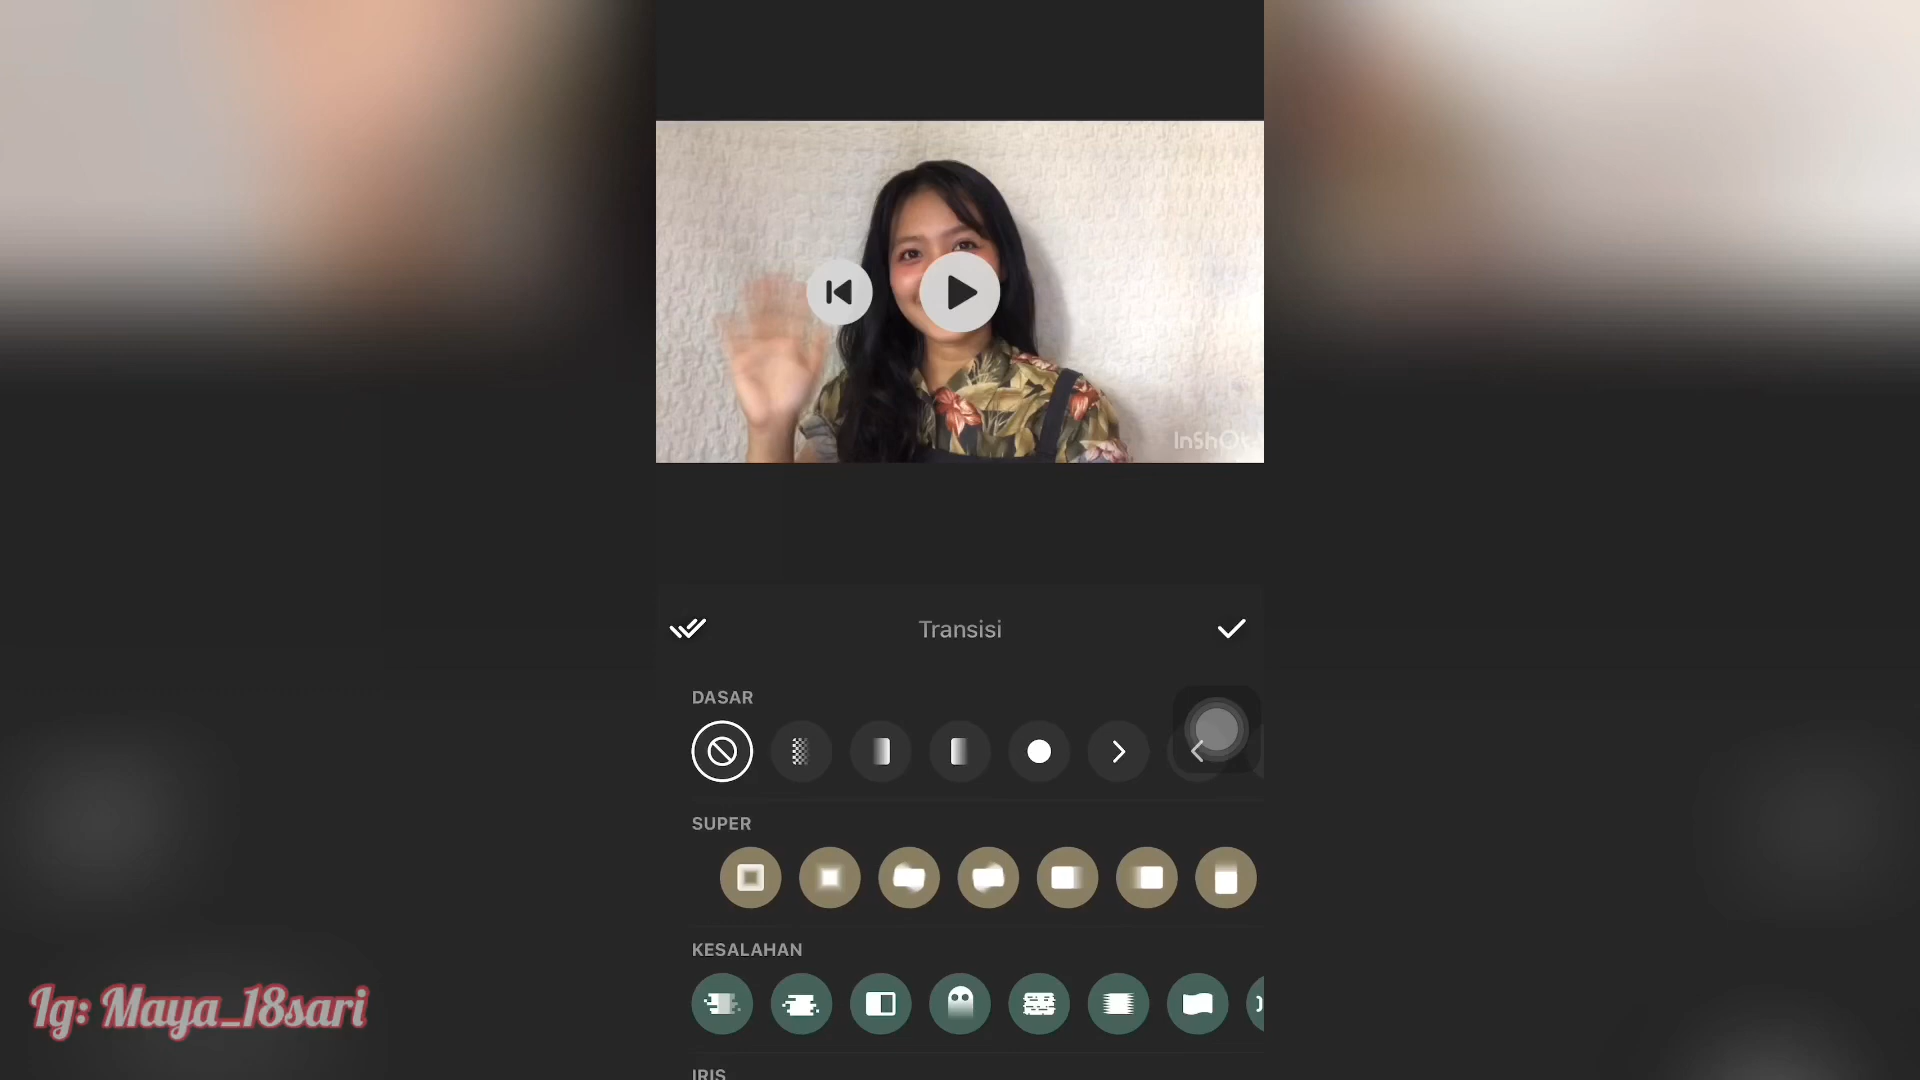 InShOt
Transisi
DASAR
SUPER
KESALAHAN
IRIS
Ig: Maya_18sari